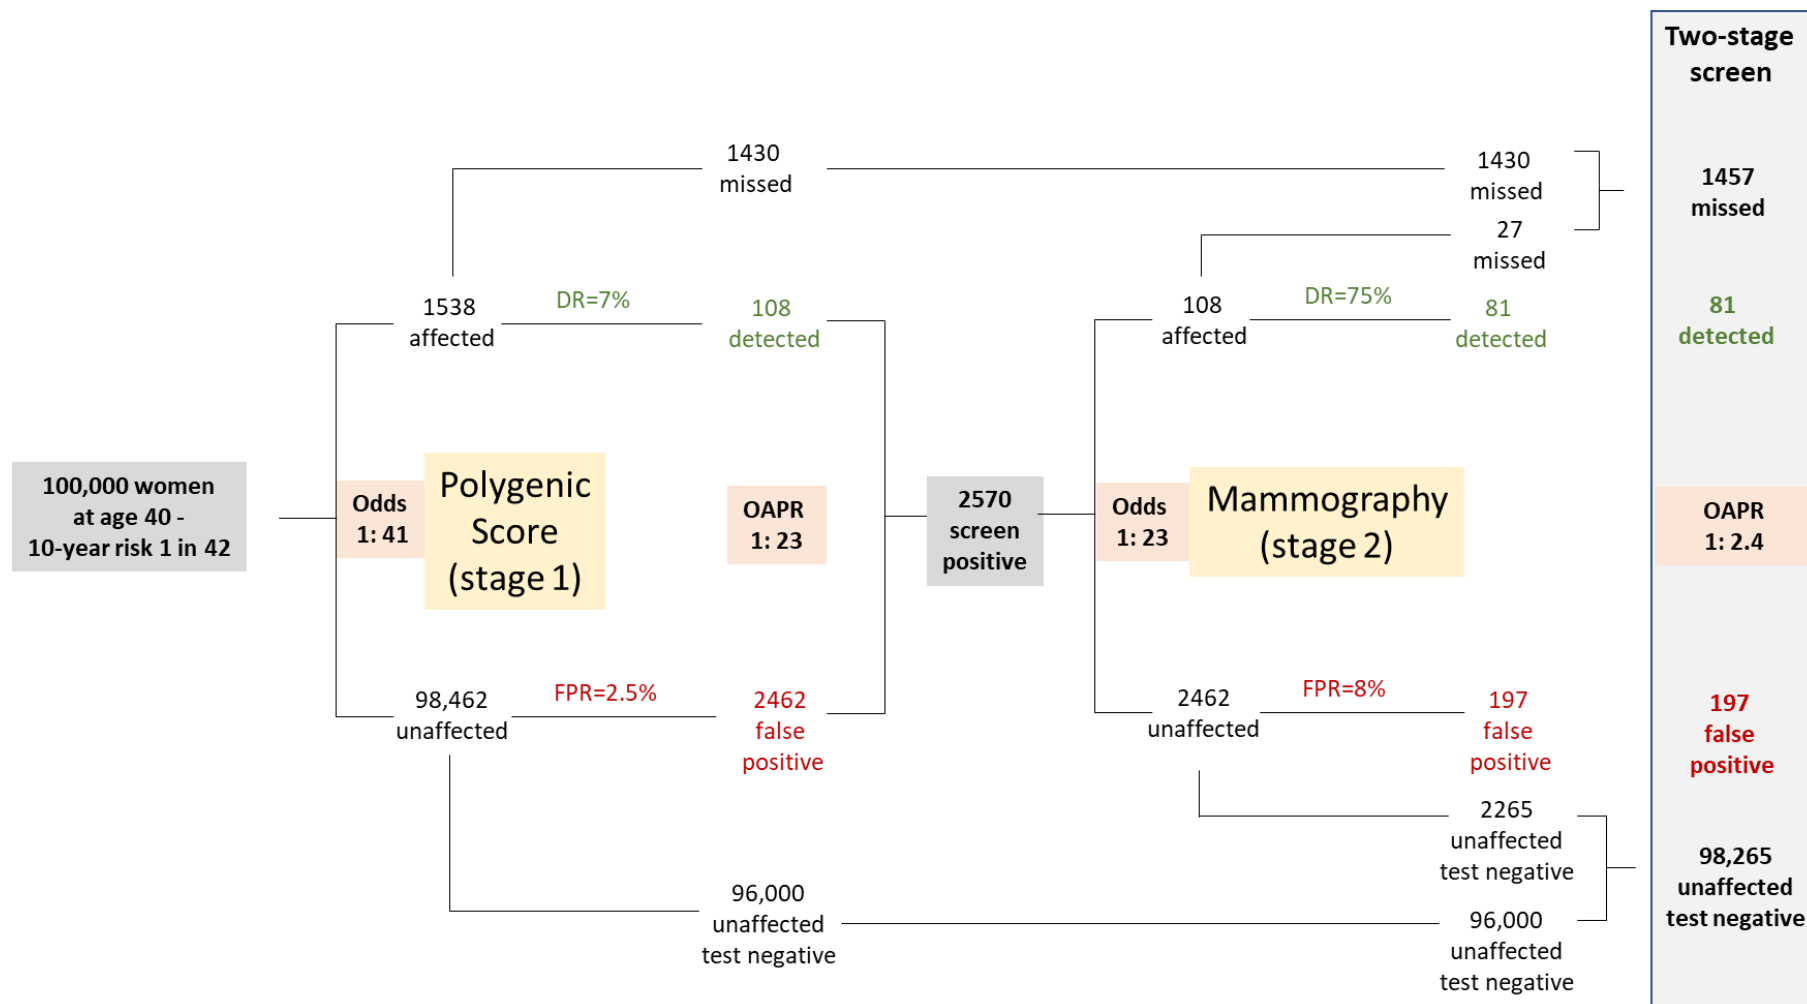 Two-stage
screen
1430
missed
1430
missed
1457
missed
27
missed
1538
affected
DR=7%
108
detected
108
affected
DR=75%
81
detected
81
detected
100,000 women
at age 40 -
10-year risk 1 in 42
Odds
1: 41
Polygenic
Score
(stage 1)
OAPR
1: 23
2570
screen
positive
Odds
1: 23
Mammography
(stage 2)
OAPR
1: 2.4
98,462
unaffected
FPR=2.5%
2462
false
positive
2462
unaffected
FPR=8%
197
false
positive
197
false
positive
2265
unaffected
test negative
98,265
unaffected
test negative
96,000
unaffected
test negative
96,000
unaffected
test negative